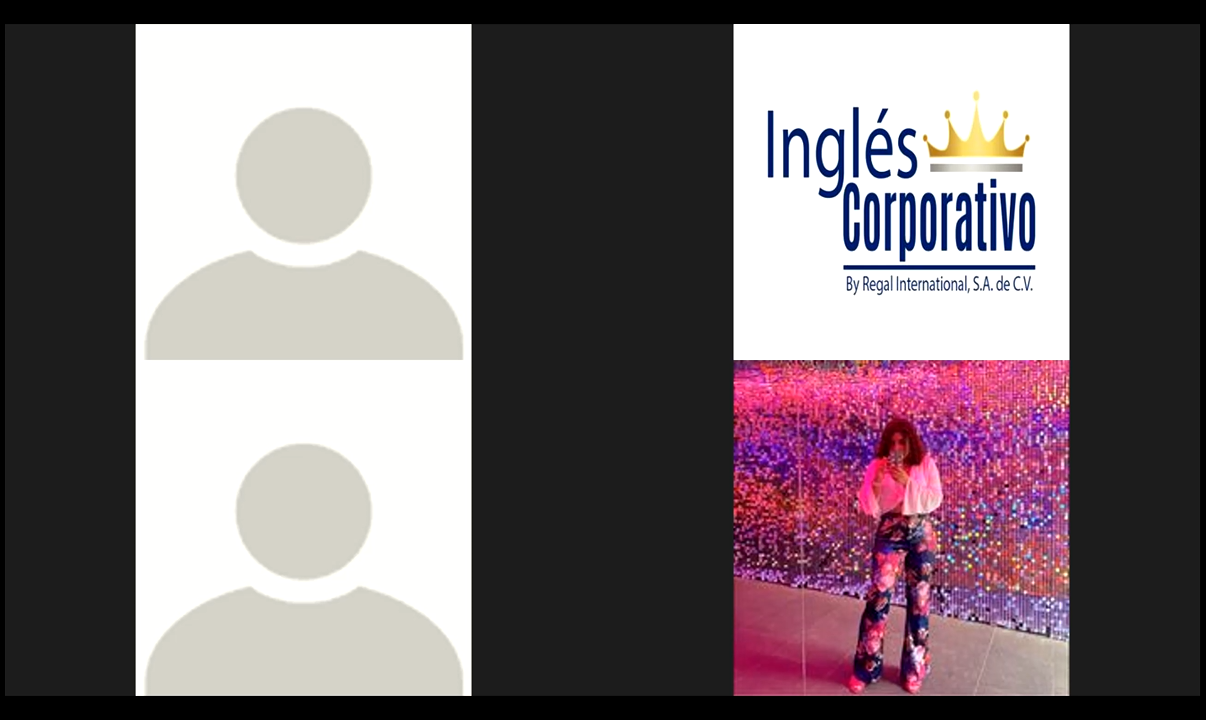 Inglés
Corporativo
By Regal International, S.A. de C.V.